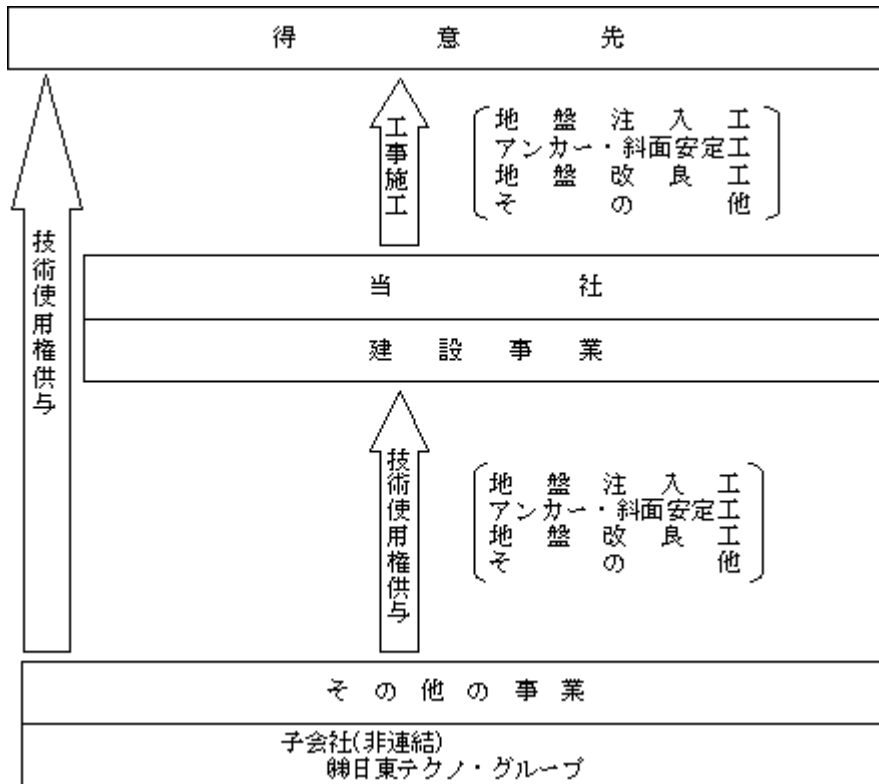 得意先
工事施工
地盤注入工
アンカー・斜面安定工
地盤改良工
その他
技術使用権供与
当社
建設事業
技術使用権供与
地盤注入工
アンカー・斜面安定工
地盤改良工
その他
その他の事業
子会社(非連結)
㈱日東テクノ・グループ